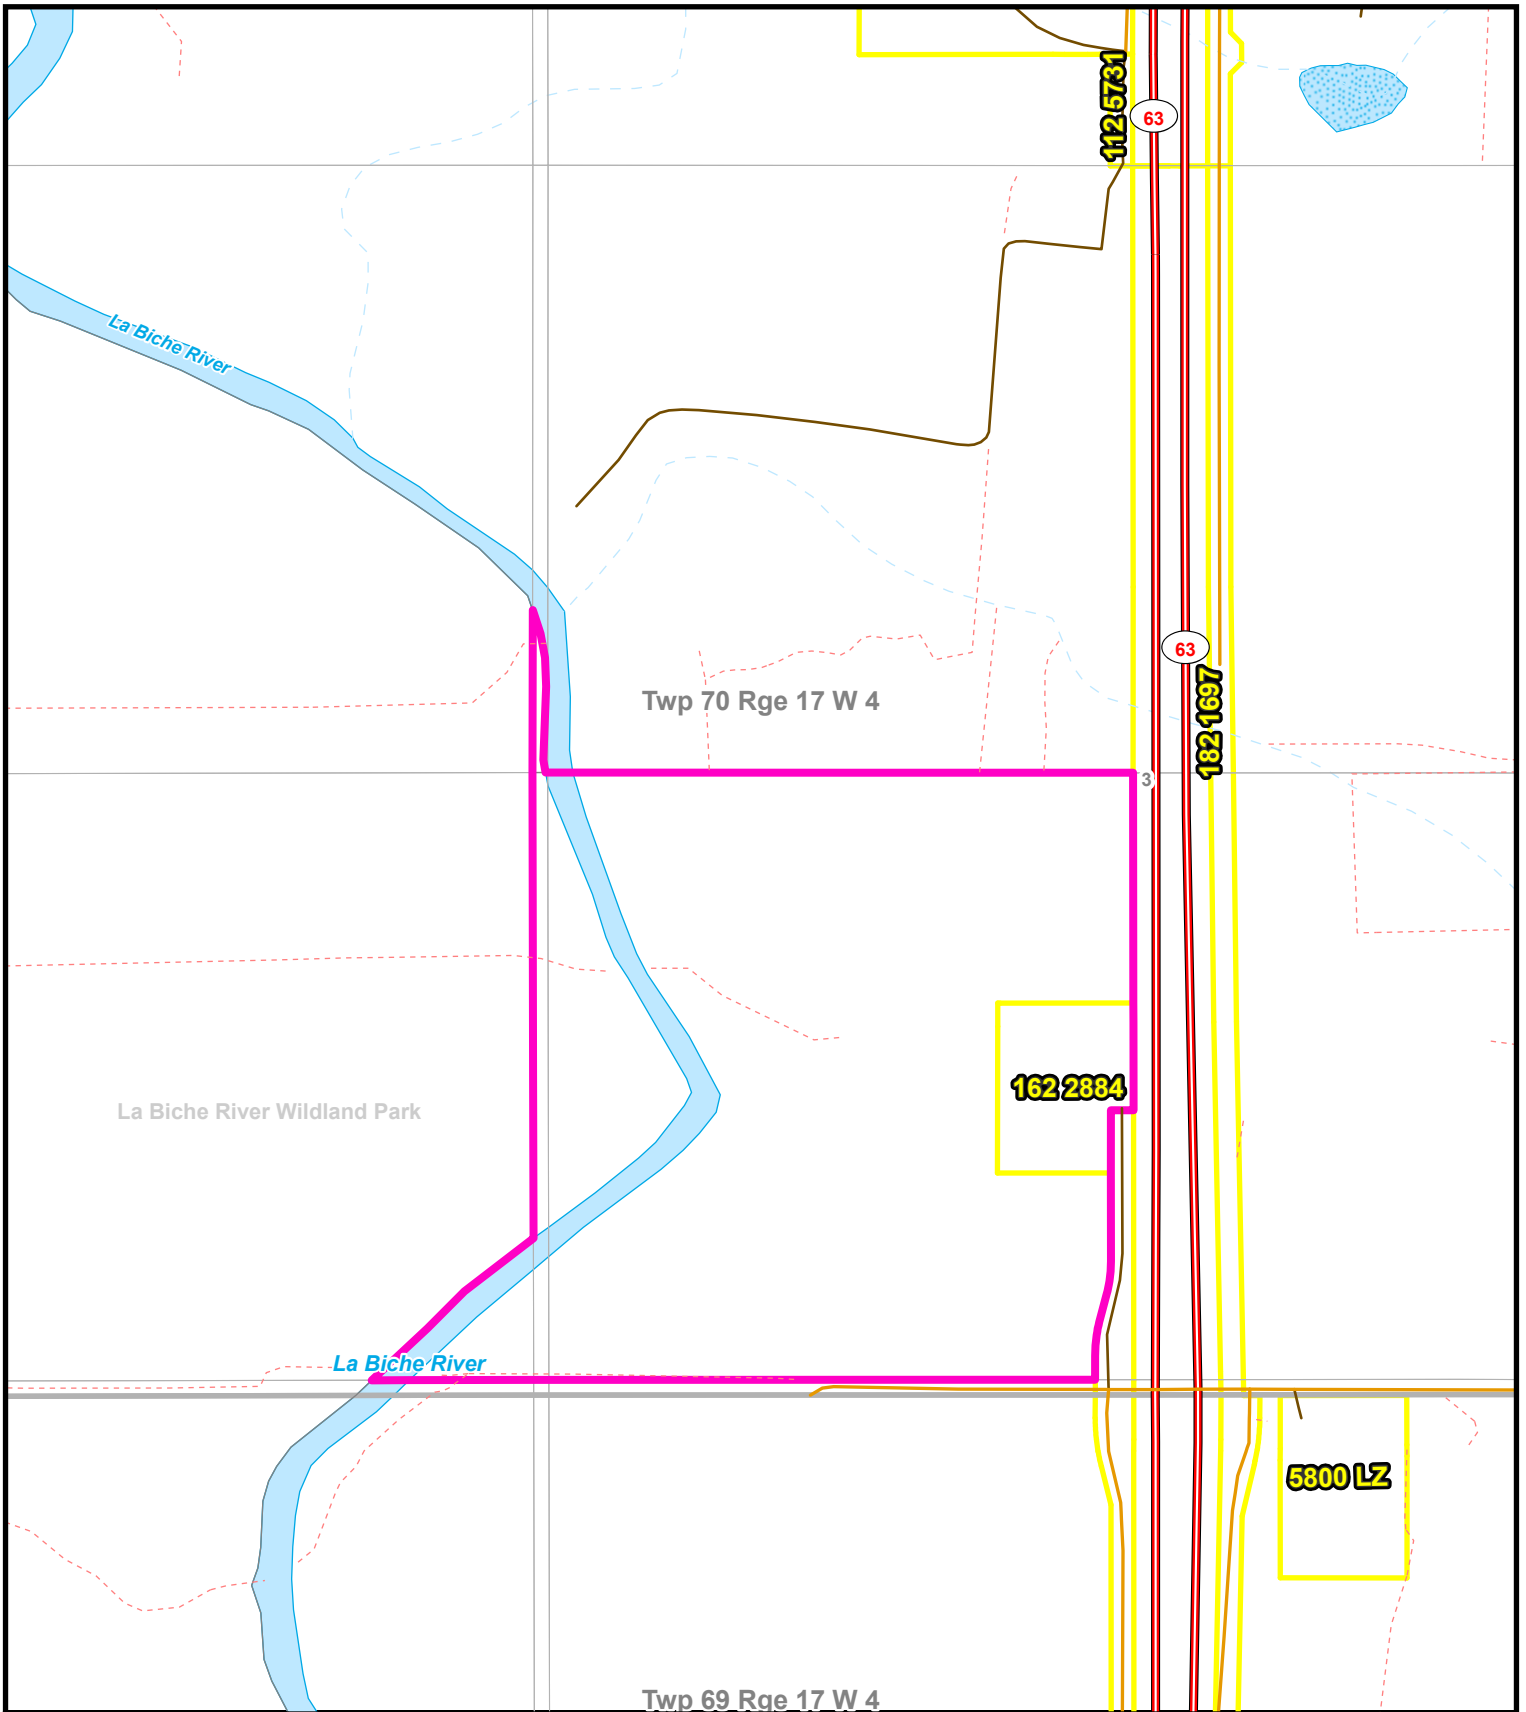 112 5731
63
La Biche River
63
182 1697
Twp 70 Rge 17 W 4
3
162 2884
La Biche River Wildland Park
La Biche River
5800 LZ
Twp 69 Rge 17 W 4